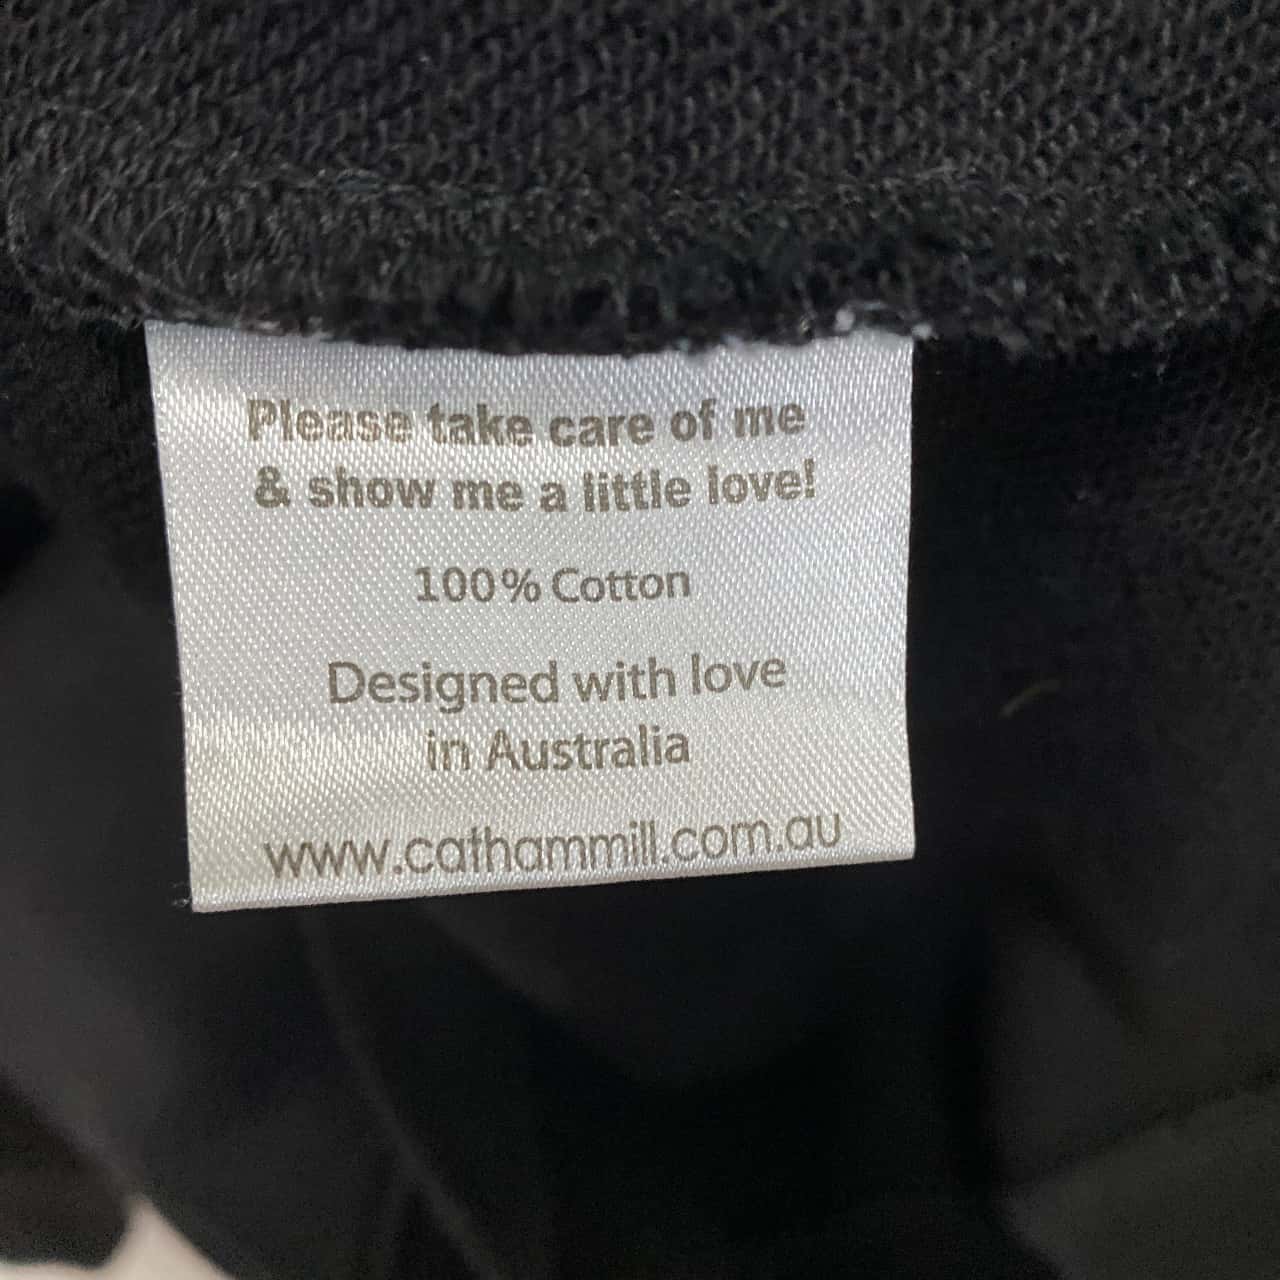 Please take care of me
& show me a little love!
100% Cotton
Designed with love
in Australia
www.cathammill.com.au